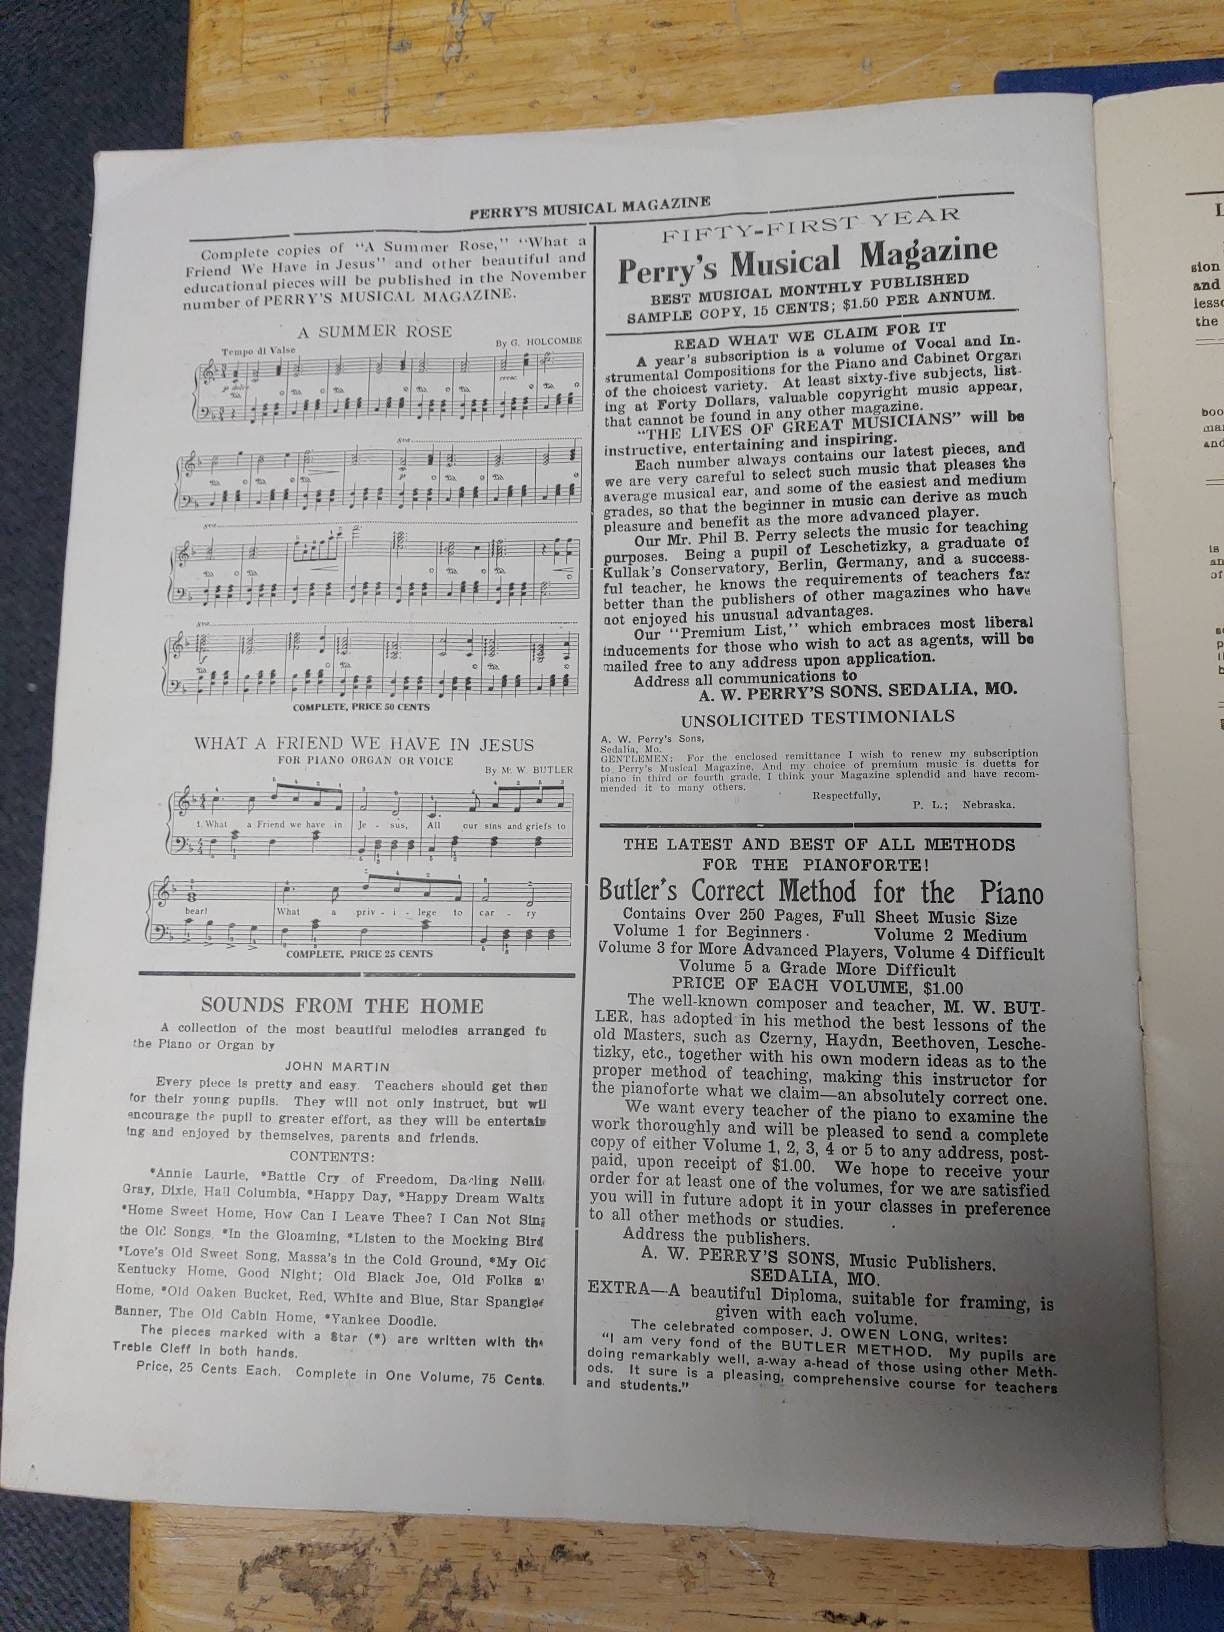 PERRY'S MUSICAL MAGAZINE
Complete copies of "A Summer Rose," "What a
Friend We Have in Jesus" and other beautiful and
educational pieces will be published in the November
number of PERRY'S MUSICAL MAGAZINE.
A SUMMER ROSE
Tempo di Valse
By G. HOLCOMBE
COMPLETE, PRICE 50 CENTS
WHAT A FRIEND WE HAVE IN JESUS
FOR PIANO ORGAN OR VOICE
By M. W. BUTLER
1. What a Friend we have in Je - sus, All our sins and griefs to
bear! What a priv - i - lege to car - ry
COMPLETE, PRICE 25 CENTS
SOUNDS FROM THE HOME
A collection of the most beautiful melodies arranged fo
the Piano or Organ by
JOHN MARTIN
Every piece is pretty and easy. Teachers should get then
for their young pupils. They will not only instruct, but will
encourage the pupil to greater effort, as they will be entertain
ing and enjoyed by themselves, parents and friends.
CONTENTS:
*Annie Laurie, *Battle Cry of Freedom, Darling Nelli
Gray, Dixie, Hail Columbia, *Happy Day, *Happy Dream Waltz
*Home Sweet Home, How Can I Leave Thee? I Can Not Sing
the Old Songs, *In the Gloaming, *Listen to the Mocking Bird
*Love's Old Sweet Song, Massa's in the Cold Ground, *My Old
Kentucky Home, Good Night; Old Black Joe, Old Folks a
Home, *Old Oaken Bucket, Red, White and Blue, Star Spangled
Banner, The Old Cabin Home, *Yankee Doodle.
The pieces marked with a Star (*) are written with the
Treble Cleff in both hands.
Price, 25 Cents Each. Complete in One Volume, 75 Cents.
FIFTY-FIRST YEAR
Perry's Musical Magazine
BEST MUSICAL MONTHLY PUBLISHED
SAMPLE COPY, 15 CENTS; $1.50 PER ANNUM.
READ WHAT WE CLAIM FOR IT
A year's subscription is a volume of Vocal and In-
strumental Compositions for the Piano and Cabinet Organ
of the choicest variety. At least sixty-five subjects, list-
ing at Forty Dollars, valuable copyright music appear,
that cannot be found in any other magazine.
"THE LIVES OF GREAT MUSICIANS" will be
instructive, entertaining and inspiring.
Each number always contains our latest pieces, and
we are very careful to select such music that pleases the
average musical ear, and some of the easiest and medium
grades, so that the beginner in music can derive as much
pleasure and benefit as the more advanced player.
Our Mr. Phil B. Perry selects the music for teaching
purposes. Being a pupil of Leschetizky, a graduate of
Kullak's Conservatory, Berlin, Germany, and a success-
ful teacher, he knows the requirements of teachers far
better than the publishers of other magazines who have
not enjoyed his unusual advantages.
Our "Premium List," which embraces most liberal
inducements for those who wish to act as agents, will be
mailed free to any address upon application.
Address all communications to
A. W. PERRY'S SONS, SEDALIA, MO.
UNSOLICITED TESTIMONIALS
A. W. Perry's Sons,
Sedalia, Mo.
GENTLEMEN: For the enclosed remittance I wish to renew my subscription
to Perry's Musical Magazine. And my choice of premium music is duetts for
piano in third or fourth grade. I think your Magazine splendid and have recom-
mended it to many others.
Respectfully,
P. L.; Nebraska.
THE LATEST AND BEST OF ALL METHODS
FOR THE PIANOFORTE!
Butler's Correct Method for the Piano
Contains Over 250 Pages, Full Sheet Music Size
Volume 1 for Beginners Volume 2 Medium
Volume 3 for More Advanced Players, Volume 4 Difficult
Volume 5 a Grade More Difficult
PRICE OF EACH VOLUME, $1.00
The well-known composer and teacher, M. W. BUT-
LER, has adopted in his method the best lessons of the
old Masters, such as Czerny, Haydn, Beethoven, Lesche-
tizky, etc., together with his own modern ideas as to the
proper method of teaching, making this instructor for
the pianoforte what we claim—an absolutely correct one.
We want every teacher of the piano to examine the
work thoroughly and will be pleased to send a complete
copy of either Volume 1, 2, 3, 4 or 5 to any address, post-
paid, upon receipt of $1.00. We hope to receive your
order for at least one of the volumes, for we are satisfied
you will in future adopt it in your classes in preference
to all other methods or studies.
Address the publishers.
A. W. PERRY'S SONS, Music Publishers,
SEDALIA, MO.
EXTRA—A beautiful Diploma, suitable for framing, is
given with each volume.
The celebrated composer, J. OWEN LONG, writes:
"I am very fond of the BUTLER METHOD. My pupils are
doing remarkably well, a-way a-head of those using other Meth-
ods. It sure is a pleasing, comprehensive course for teachers
and students."
sion
and
lesso
the